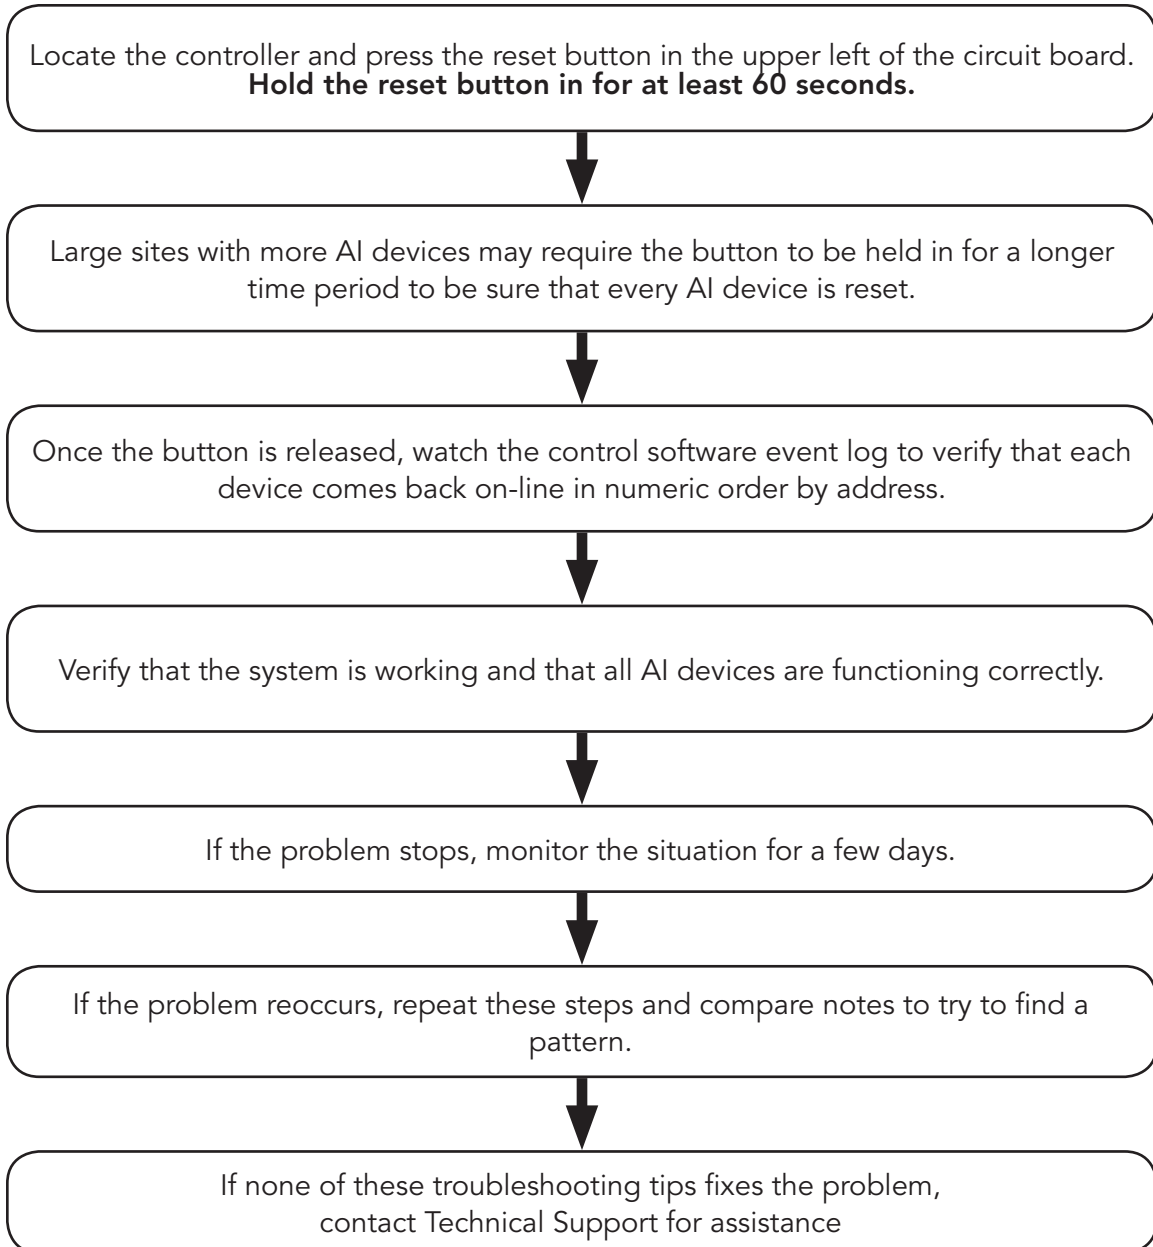 Locate the controller and press the reset button in the upper left of the circuit board.
Hold the reset button in for at least 60 seconds.
Large sites with more AI devices may require the button to be held in for a longer
time period to be sure that every AI device is reset.
Once the button is released, watch the control software event log to verify that each
device comes back on-line in numeric order by address.
Verify that the system is working and that all AI devices are functioning correctly.
If the problem stops, monitor the situation for a few days.
If the problem reoccurs, repeat these steps and compare notes to try to find a
pattern.
If none of these troubleshooting tips fixes the problem,
contact Technical Support for assistance